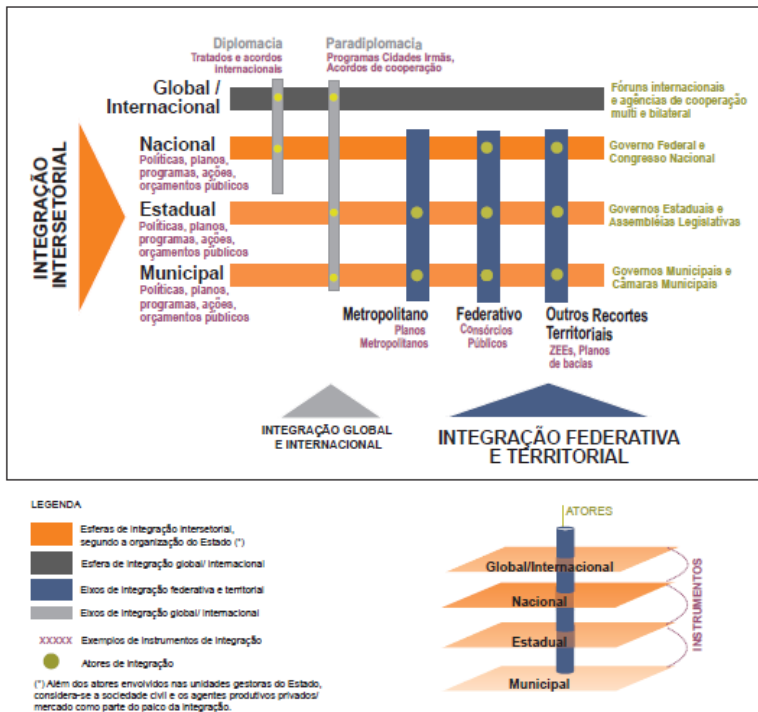 Diplomacia
Tratados e acordos
internacionais
Paradiplomacia
Programas Cidades Irmãs,
Acordos de cooperação
Global /
Internacional
Fóruns internacionais
e agências de cooperação
multi e bilateral
INTEGRAÇÃO
INTERSETORIAL
Nacional
Políticas, planos,
programas, ações,
orçamentos públicos
Governo Federal e
Congresso Nacional
Estadual
Políticas, planos,
programas, ações,
orçamentos públicos
Governos Estaduais e
Assembléias Legislativas
Municipal
Políticas, planos,
programas, ações,
orçamentos públicos
Governos Municipais e
Câmaras Municipais
Metropolitano
Planos
Metropolitanos
Federativo
Consórcios
Públicos
Outros Recortes
Territoriais
ZEEs, Planos
de bacias
INTEGRAÇÃO GLOBAL
E INTERNACIONAL
INTEGRAÇÃO FEDERATIVA
E TERRITORIAL
LEGENDA
Esferas de integração intersetorial,
segundo a organização do Estado (*)
Esfera de integração global/ internacional
Eixos de integração federativa e territorial
Eixos de integração global/ internacional
xxxxx Exemplos de instrumentos de integração
Atores de integração
(*) Além dos atores envolvidos nas unidades gestoras do Estado,
considera-se a sociedade civil e os agentes produtivos privados/
mercado como parte do palco da integração.
ATORES
Global/Internacional
Nacional
Estadual
Municipal
INSTRUMENTOS